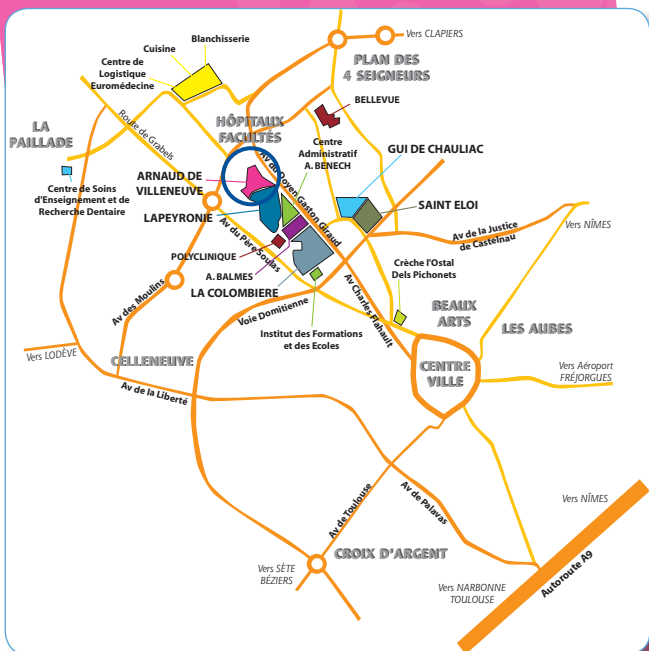 Vers CLAPIERS
Blanchisserie
Cuisine
Centre de
Logistique
Euromédecine
PLAN DES
4 SEIGNEURS
BELLEVUE
HÔPITAUX
FACULTÉS
Route de Grabels
LA
PAILLADE
Centre
Administratif
A. BENECH
GUI DE CHAULIAC
ARNAUD DE
VILLENEUVE
Av du Doyen Gaston Giraud
Centre de Soins
d'Enseignement et de
Recherche Dentaire
LAPEYRONIE
SAINT ELOI
Av du Père Soulas
Av de la Justice
de Castelnau
Vers NÎMES
POLYCLINIQUE
A. BALMES
LA COLOMBIERE
Crèche l'Ostal
Dels Pichonets
Av des Moulins
Voie Domitienne
Av Charles Flahault
BEAUX
ARTS
LES AUBES
Institut des Formations
et des Ecoles
Vers LODÈVE
CELLENEUVE
CENTRE
VILLE
Vers Aéroport
FRÉJORGUES
Av de la Liberté
Av de Toulouse
Av de Palavas
Vers NÎMES
CROIX D'ARGENT
Vers SÈTE
BÉZIERS
Vers NARBONNE
TOULOUSE
Autoroute A9